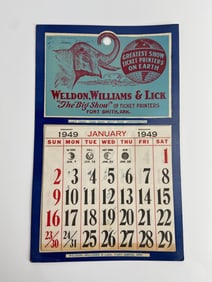 GREATEST SHOW
TICKET PRINTERS
ON EARTH
WELDON, WILLIAMS & LICK
"The Big Show" OF TICKET PRINTERS
FORT SMITH, ARK.
1949 JANUARY 1949
SUN MON TUE WED THU FRI SAT
1
2 3 4 5 6 7 8
9 10 11 12 13 14 15
16 17 18 19 20 21 22
23/30 24/31 25 26 27 28 29